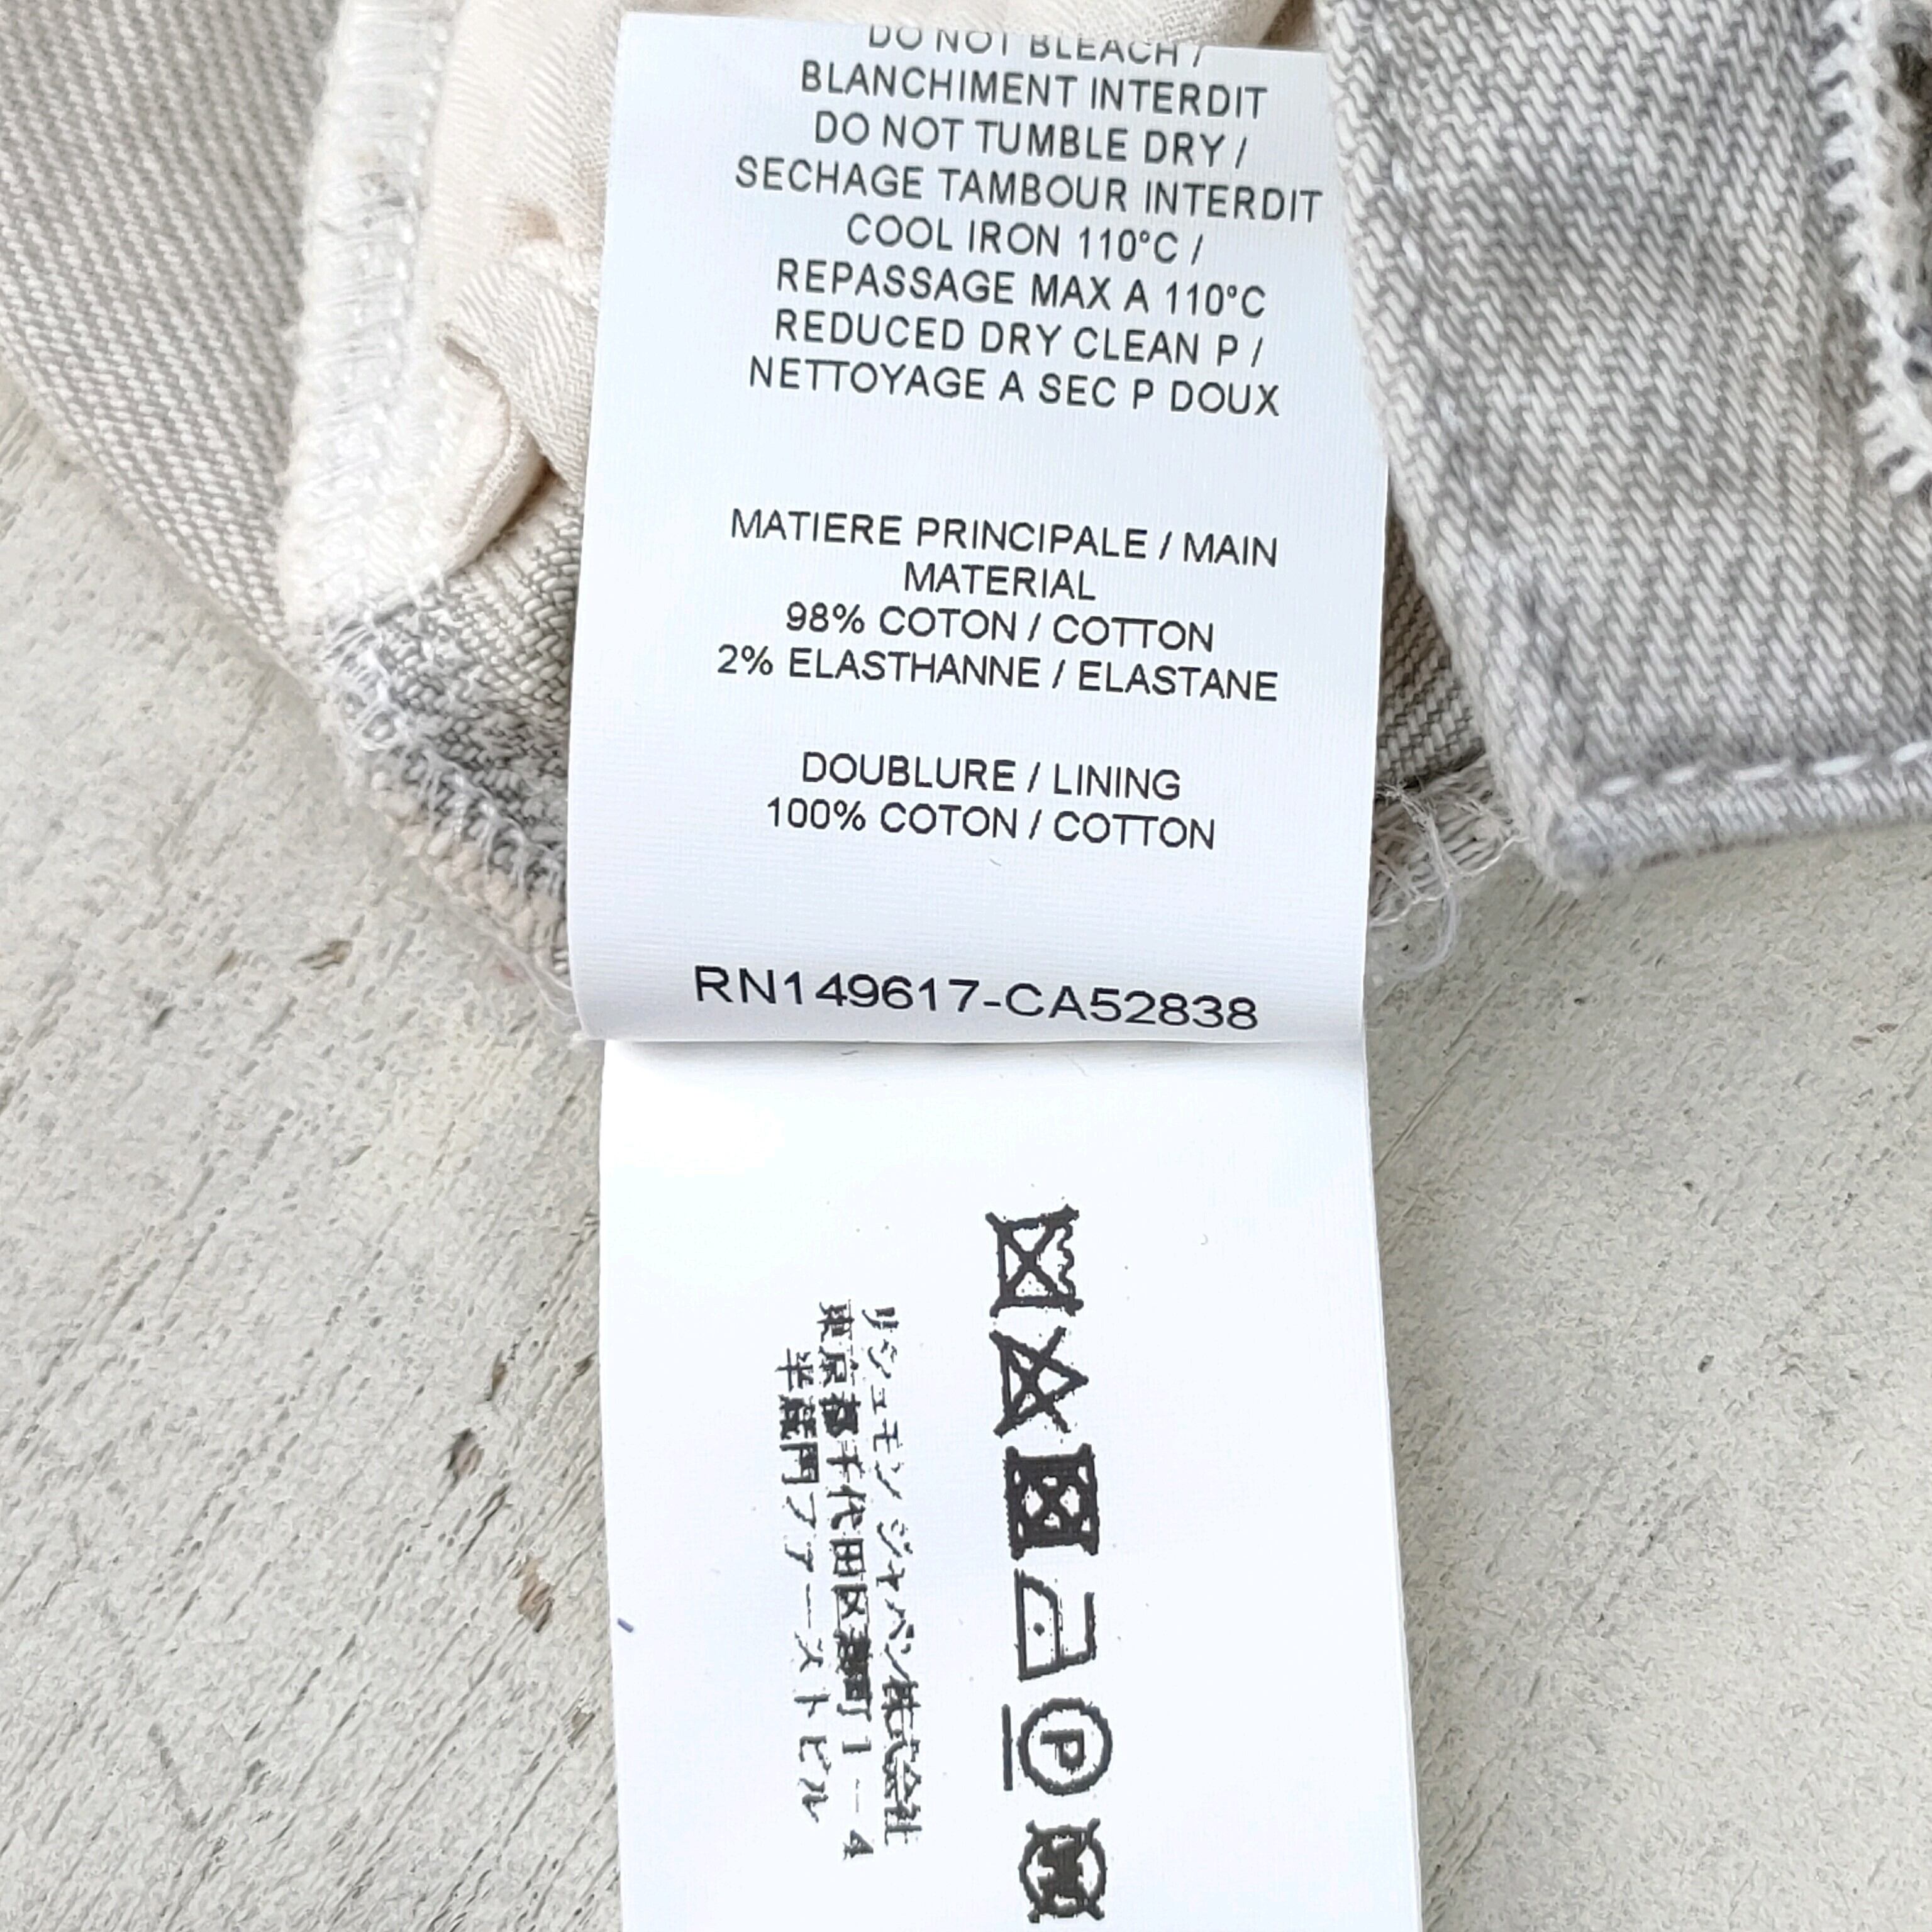 DO NOT BLEACH /
BLANCHIMENT INTERDIT
DO NOT TUMBLE DRY /
SECHAGE TAMBOUR INTERDIT
COOL IRON 110°C /
REPASSAGE MAX A 110°C
REDUCED DRY CLEAN P /
NETTOYAGE A SEC P DOUX
MATIERE PRINCIPALE / MAIN
MATERIAL
98% COTON / COTTON
2% ELASTHANNE / ELASTANE
DOUBLURE / LINING
100% COTON / COTTON
RN149617-CA52838
P
W
リシュモン ジャパン株式会社
東京都千代田区麹町1-4
半蔵門ファーストビル